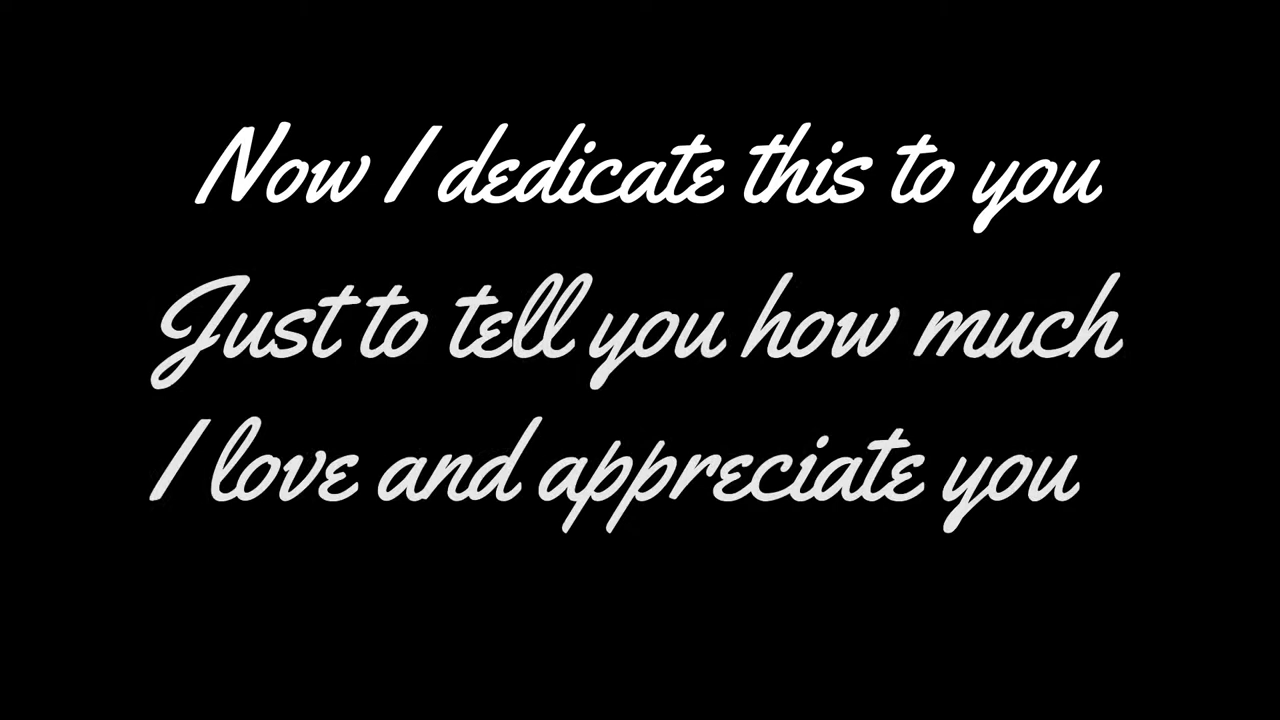 Now I dedicate this to you
Just to tell you how much
I love and appreciate you